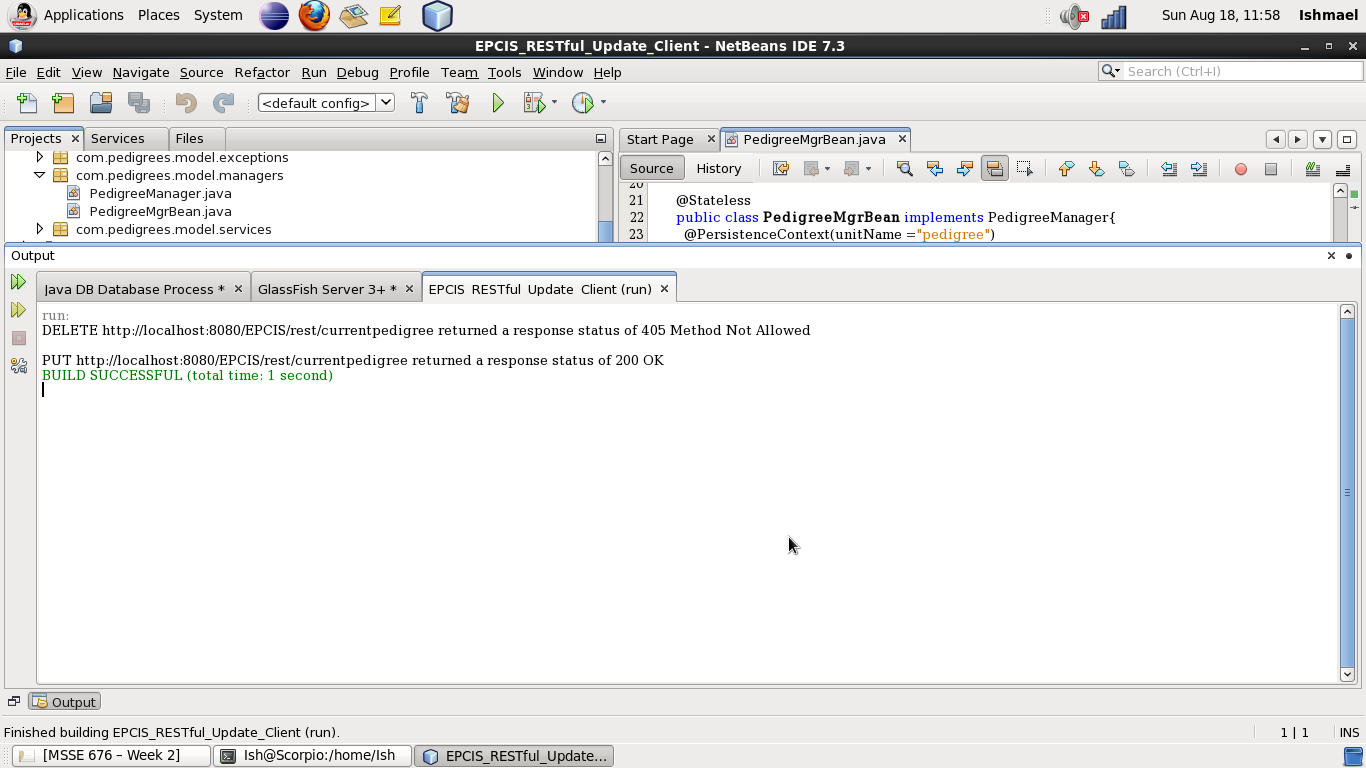 Applications Places System Sun Aug 18, 11:58 Ishmael
EPCIS_RESTful_Update_Client - NetBeans IDE 7.3
File Edit View Navigate Source Refactor Run Debug Profile Team Tools Window Help Search (Ctrl+I)
<default config>
Projects Services Files Start Page PedigreeMgrBean.java
com.pedigrees.model.exceptions
Source History
com.pedigrees.model.managers
20
PedigreeManager.java
21 @Stateless
PedigreeMgrBean.java
22 public class PedigreeMgrBean implements PedigreeManager{
com.pedigrees.model.services
23 @PersistenceContext(unitName ="pedigree")
Output
Java DB Database Process * GlassFish Server 3+ * EPCIS_RESTful_Update_Client (run)
run:
DELETE http://localhost:8080/EPCIS/rest/currentpedigree returned a response status of 405 Method Not Allowed
PUT http://localhost:8080/EPCIS/rest/currentpedigree returned a response status of 200 OK
BUILD SUCCESSFUL (total time: 1 second)
Output
Finished building EPCIS_RESTful_Update_Client (run). 1 | 1 INS
[MSSE 676 – Week 2] Ish@Scorpio:/home/Ish EPCIS_RESTful_Update...